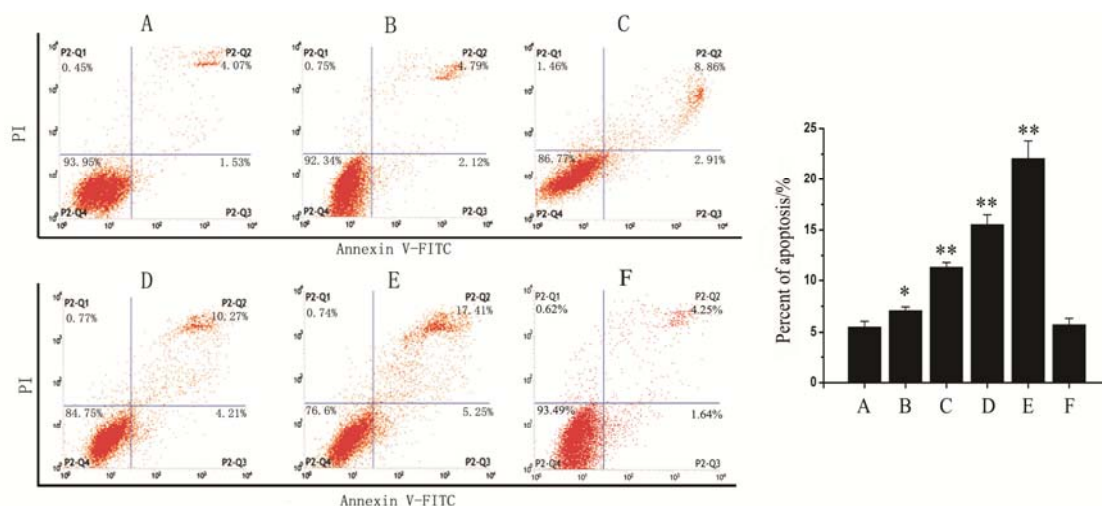 A
P2-Q1
P2-Q2
0.45%
4.07%
93.95%
1.53%
P2-Q4
P2-Q3
B
P2-Q1
P2-Q2
0.75%
4.79%
92.34%
2.12%
P2-Q4
P2-Q3
C
P2-Q1
P2-Q2
1.46%
8.86%
86.77%
2.91%
P2-Q4
P2-Q3
PI
Annexin V-FITC
D
P2-Q1
P2-Q2
0.77%
10.27%
84.75%
4.21%
P2-Q4
P2-Q3
E
P2-Q1
P2-Q2
0.74%
17.41%
76.6%
5.25%
P2-Q4
P2-Q3
F
P2-Q1
P2-Q2
0.62%
4.25%
93.49%
1.64%
P2-Q4
P2-Q3
PI
Annexin V-FITC
Percent of apoptosis/%
25
20
15
10
5
0
*
**
**
**
A B C D E F